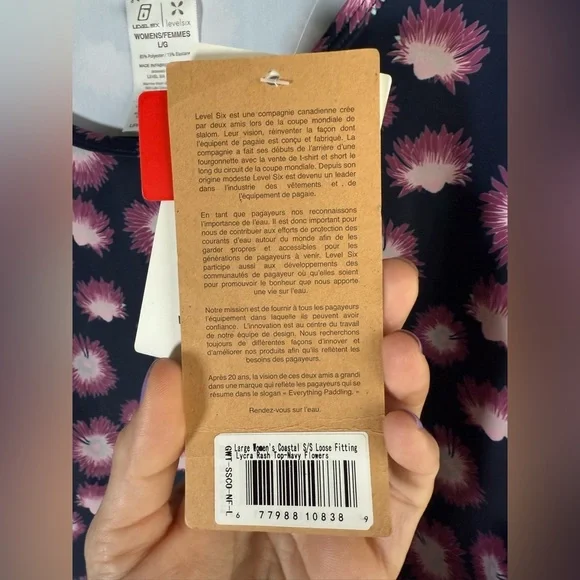 LEVEL SIX
levelsix
WOMENS/FEMMES
L/G
Level Six est une compagnie canadienne crée
par deux amis lors de la coupe mondiale de
slalom. Leur vision, réinventer la façon dont
l'équipent de pagaie est conçu et fabriqué. La
compagnie a fait ses débuts de l'arrière d'une
fourgonnette avec la vente de t-shirt et short le
long du circuit de la coupe mondiale. Depuis son
origine modeste Level Six est devenu un leader
dans l'industrie des vêtements et de
l'équipement de pagaie.
En tant que pagayeurs nous reconnaissons
l'importance de l'eau. Il est donc important pour
nous de contribuer aux efforts de protection des
courants d'eau autour du monde afin de les
garder propres et accessibles pour les
générations de pagayeurs à venir. Level Six
participe aussi au développements des
communautés de pagayeur où qu'elles soient
pour promouvoir le bonheur que nous apporte
une vie sur l'eau.
Notre mission est de fournir à tous les pagayeurs
l'équipement dans laquelle ils peuvent avoir
confiance. L'innovation est au centre du travail
de notre équipe de design. Nous recherchons
toujours de différentes façons d'innover et
d'améliorer nos produits afin qu'ils reflètent les
besoins des pagayeurs.
Après 20 ans, la vision de ces deux amis a grandi
dans une marque qui reflète les pagayeurs qui se
résume dans le slogan « Everything Paddling. »
Rendez-vous sur l'eau.
Large Women's Coastal S/S Loose Fitting
Lycra Rash Top-Navy Flowers
GWT-SSCO-NF-L
6 77988 10838 9